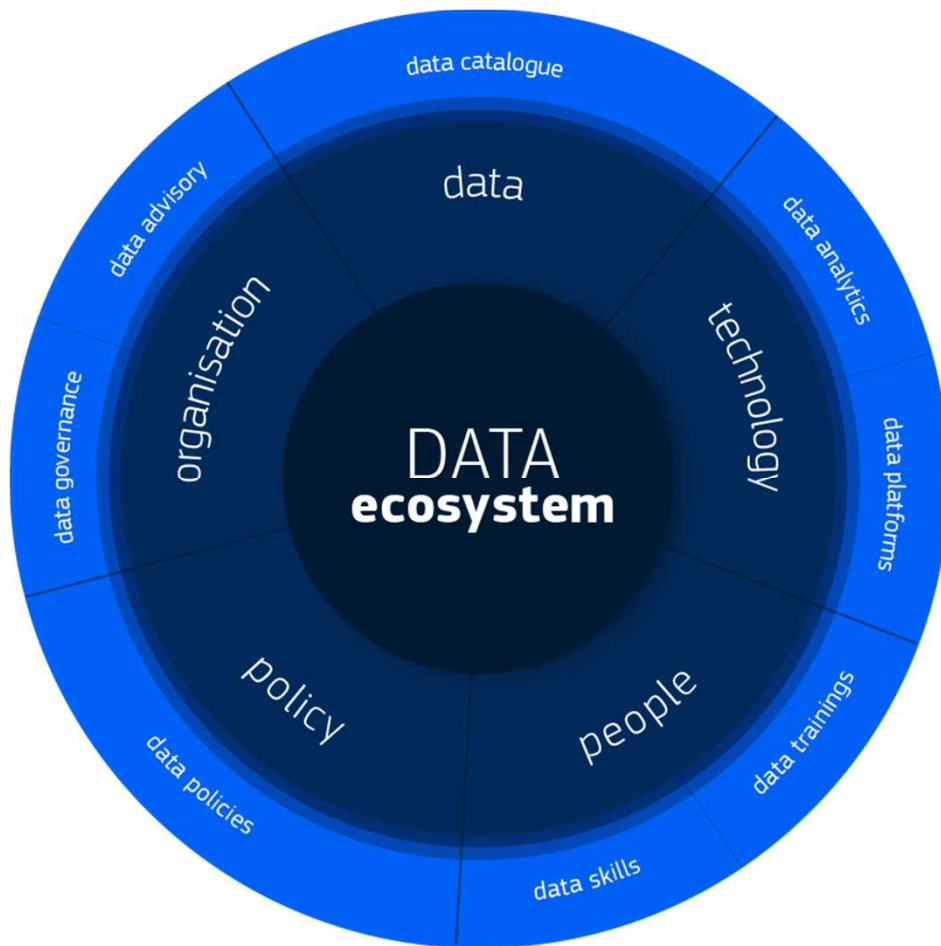 DATA
ecosystem
data
technology
people
policy
organisation
data catalogue
data analytics
data platforms
data trainings
data skills
data policies
data governance
data advisory